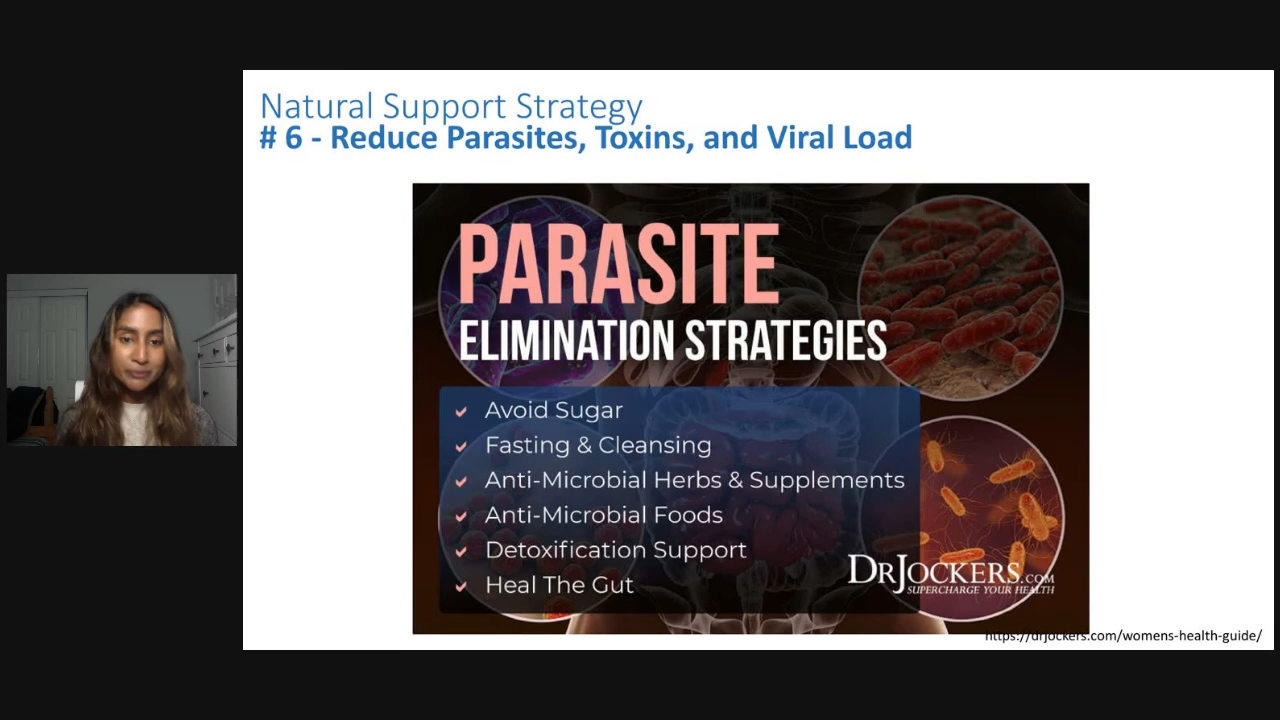 Natural Support Strategy
# 6 - Reduce Parasites, Toxins, and Viral Load
PARASITE
ELIMINATION STRATEGIES
Avoid Sugar
Fasting & Cleansing
Anti-Microbial Herbs & Supplements
Anti-Microbial Foods
Detoxification Support
Heal The Gut
DRJOCKERS.COM
SUPERCHARGE YOUR HEALTH
https://drjockers.com/womens-health-guide/